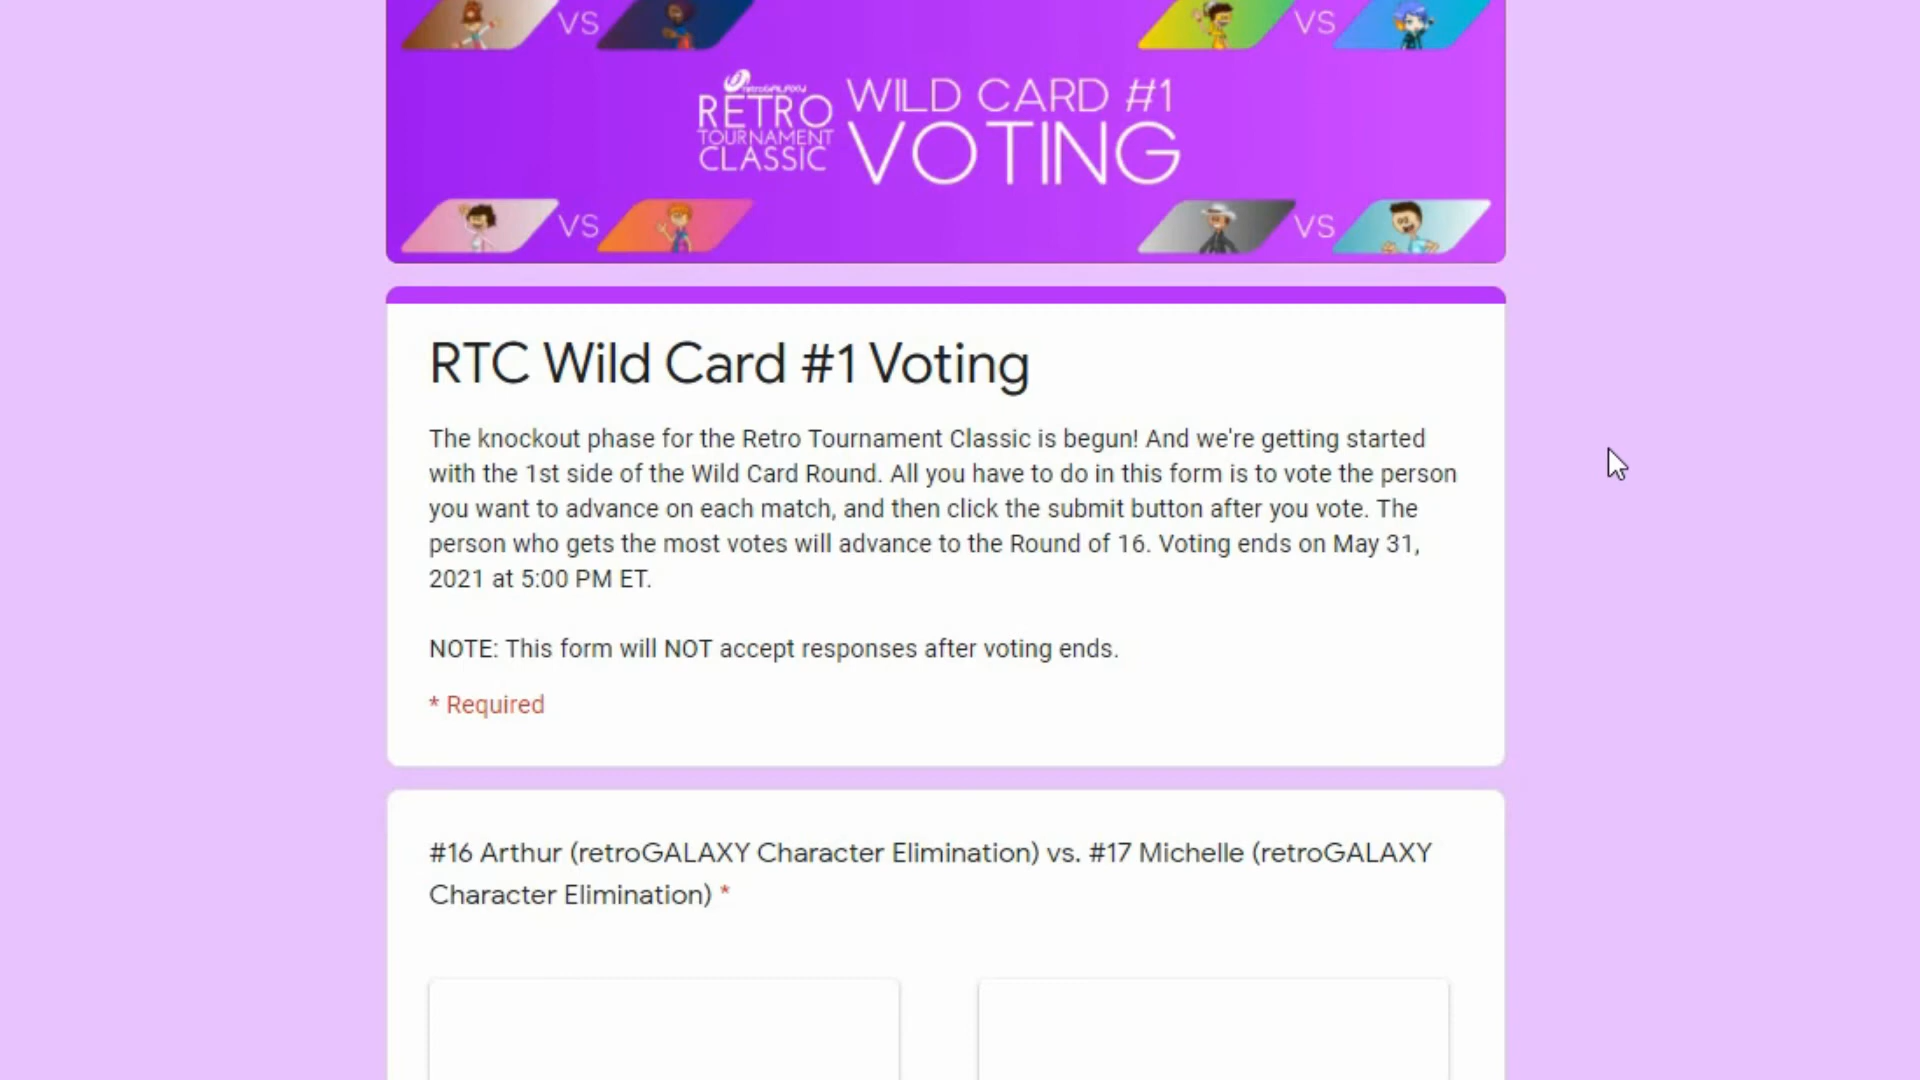 VS
VS
retroGALAXY
RETRO
TOURNAMENT
CLASSIC
WILD CARD #1
VOTING
VS
VS
RTC Wild Card #1 Voting
The knockout phase for the Retro Tournament Classic is begun! And we're getting started
with the 1st side of the Wild Card Round. All you have to do in this form is to vote the person
you want to advance on each match, and then click the submit button after you vote. The
person who gets the most votes will advance to the Round of 16. Voting ends on May 31,
2021 at 5:00 PM ET.
NOTE: This form will NOT accept responses after voting ends.
* Required
#16 Arthur (retroGALAXY Character Elimination) vs. #17 Michelle (retroGALAXY
Character Elimination) *